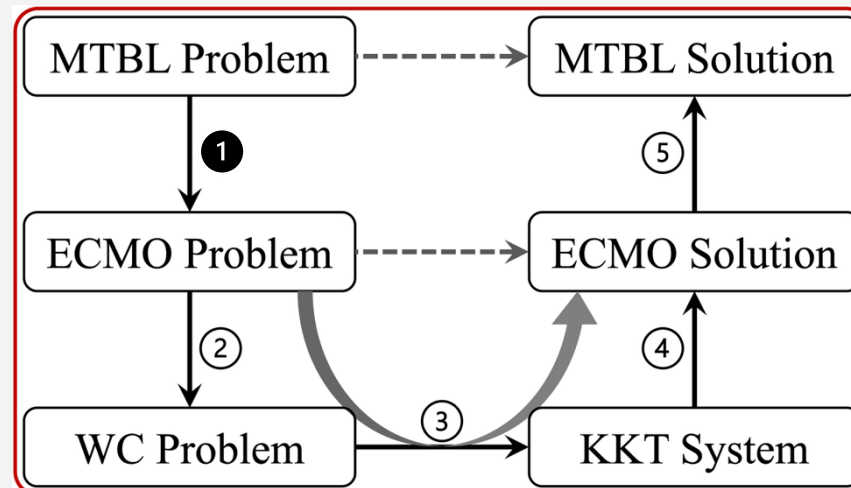 MTBL Problem
MTBL Solution
1
5
ECMO Problem
ECMO Solution
2
4
3
WC Problem
KKT System